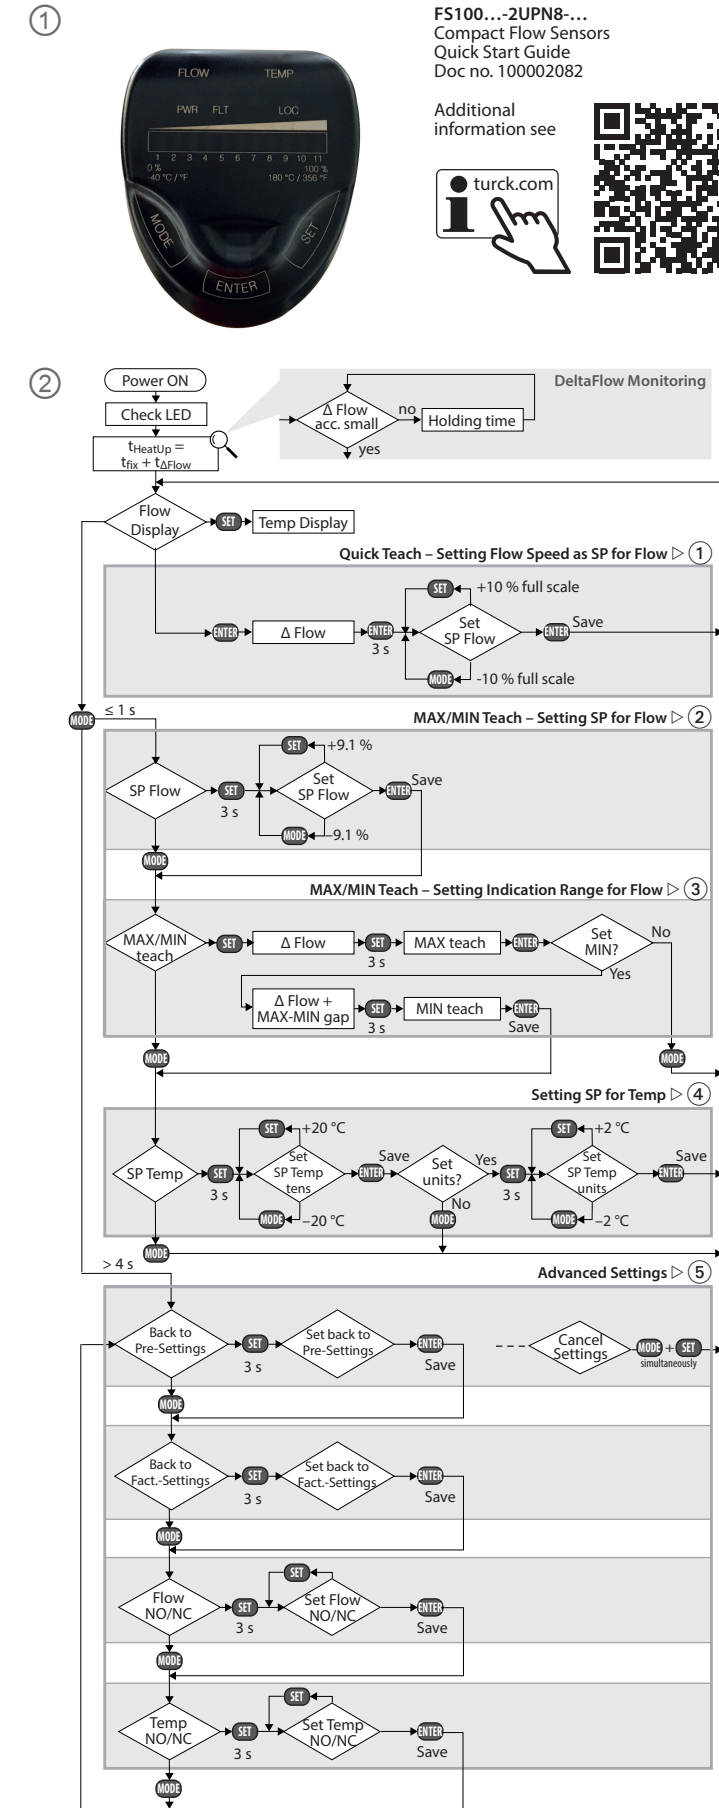 1
FS100…-2UPN8-…
Compact Flow Sensors
Quick Start Guide
Doc no. 100002082
Additional
information see
turck.com
i
FLOW TEMP
PWR FLT LOC
1 2 3 4 5 6 7 8 9 10 11
0 % 100 %
-40 °C / °F 180 °C / 356 °F
MODE
SET
ENTER
2
Power ON
Check LED
tHeatUp =
tfix + tΔFlow
DeltaFlow Monitoring
Δ Flow
acc. small
no
Holding time
yes
Flow
Display
SET
Temp Display
Quick Teach – Setting Flow Speed as SP for Flow ▷ 1
SET
+10 % full scale
ENTER
Δ Flow
ENTER
3 s
Set
SP Flow
ENTER
Save
MODE
-10 % full scale
MODE
≤ 1 s
MAX/MIN Teach – Setting SP for Flow ▷ 2
SET
+9.1 %
SP Flow
SET
3 s
Set
SP Flow
ENTER
Save
MODE
–9.1 %
MODE
MAX/MIN Teach – Setting Indication Range for Flow ▷ 3
MAX/MIN
teach
SET
Δ Flow
SET
3 s
MAX teach
ENTER
Set
MIN?
No
Yes
Δ Flow +
MAX-MIN gap
SET
3 s
MIN teach
ENTER
Save
MODE
MODE
Setting SP for Temp ▷ 4
SET
+20 °C
SET
+2 °C
SP Temp
SET
3 s
Set
SP Temp
tens
ENTER
Save
Set
units?
Yes
SET
3 s
Set
SP Temp
units
ENTER
Save
No
MODE
–20 °C
MODE
MODE
–2 °C
MODE
> 4 s
Advanced Settings ▷ 5
Back to
Pre-Settings
SET
3 s
Set back to
Pre-Settings
ENTER
Save
Cancel
Settings
MODE + SET
simultaneously
MODE
Back to
Fact.-Settings
SET
3 s
Set back to
Fact.-Settings
ENTER
Save
MODE
SET
Flow
NO/NC
SET
3 s
Set Flow
NO/NC
ENTER
Save
MODE
SET
Temp
NO/NC
SET
3 s
Set Temp
NO/NC
ENTER
Save
MODE